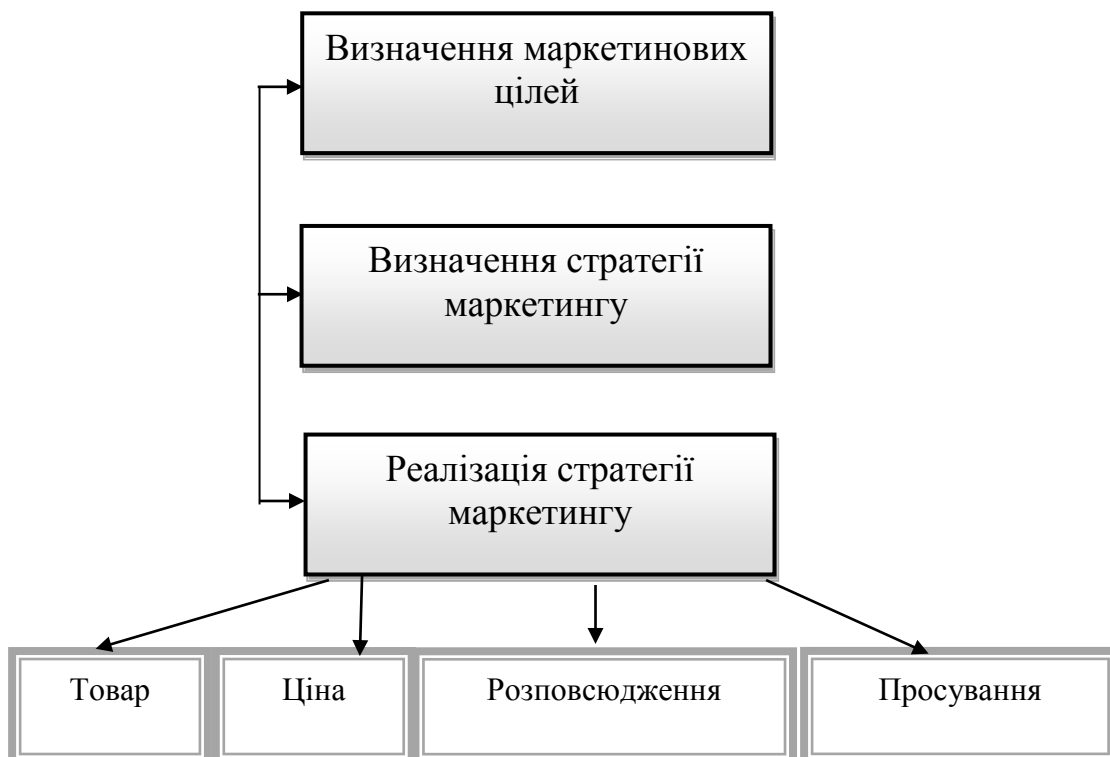 Визначення маркетинових
цілей
Визначення стратегії
маркетингу
Реалізація стратегії
маркетингу
Товар
Ціна
Розповсюдження
Просування